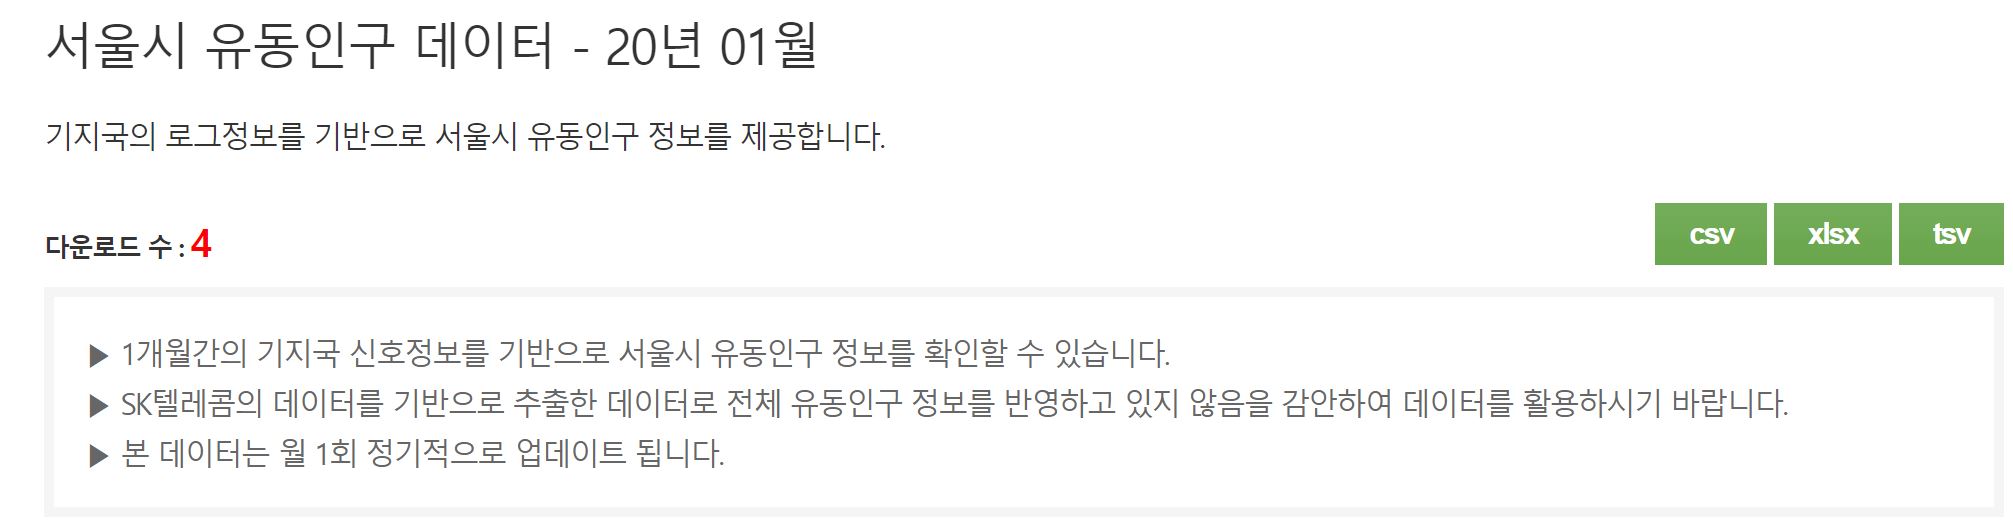 서울시 유동인구 데이터 - 20년 01월
기지국의 로그정보를 기반으로 서울시 유동인구 정보를 제공합니다.
다운로드 수 : 4
csv xlsx tsv
▶ 1개월간의 기지국 신호정보를 기반으로 서울시 유동인구 정보를 확인할 수 있습니다.
▶ SK텔레콤의 데이터를 기반으로 추출한 데이터로 전체 유동인구 정보를 반영하고 있지 않음을 감안하여 데이터를 활용하시기 바랍니다.
▶ 본 데이터는 월 1회 정기적으로 업데이트 됩니다.